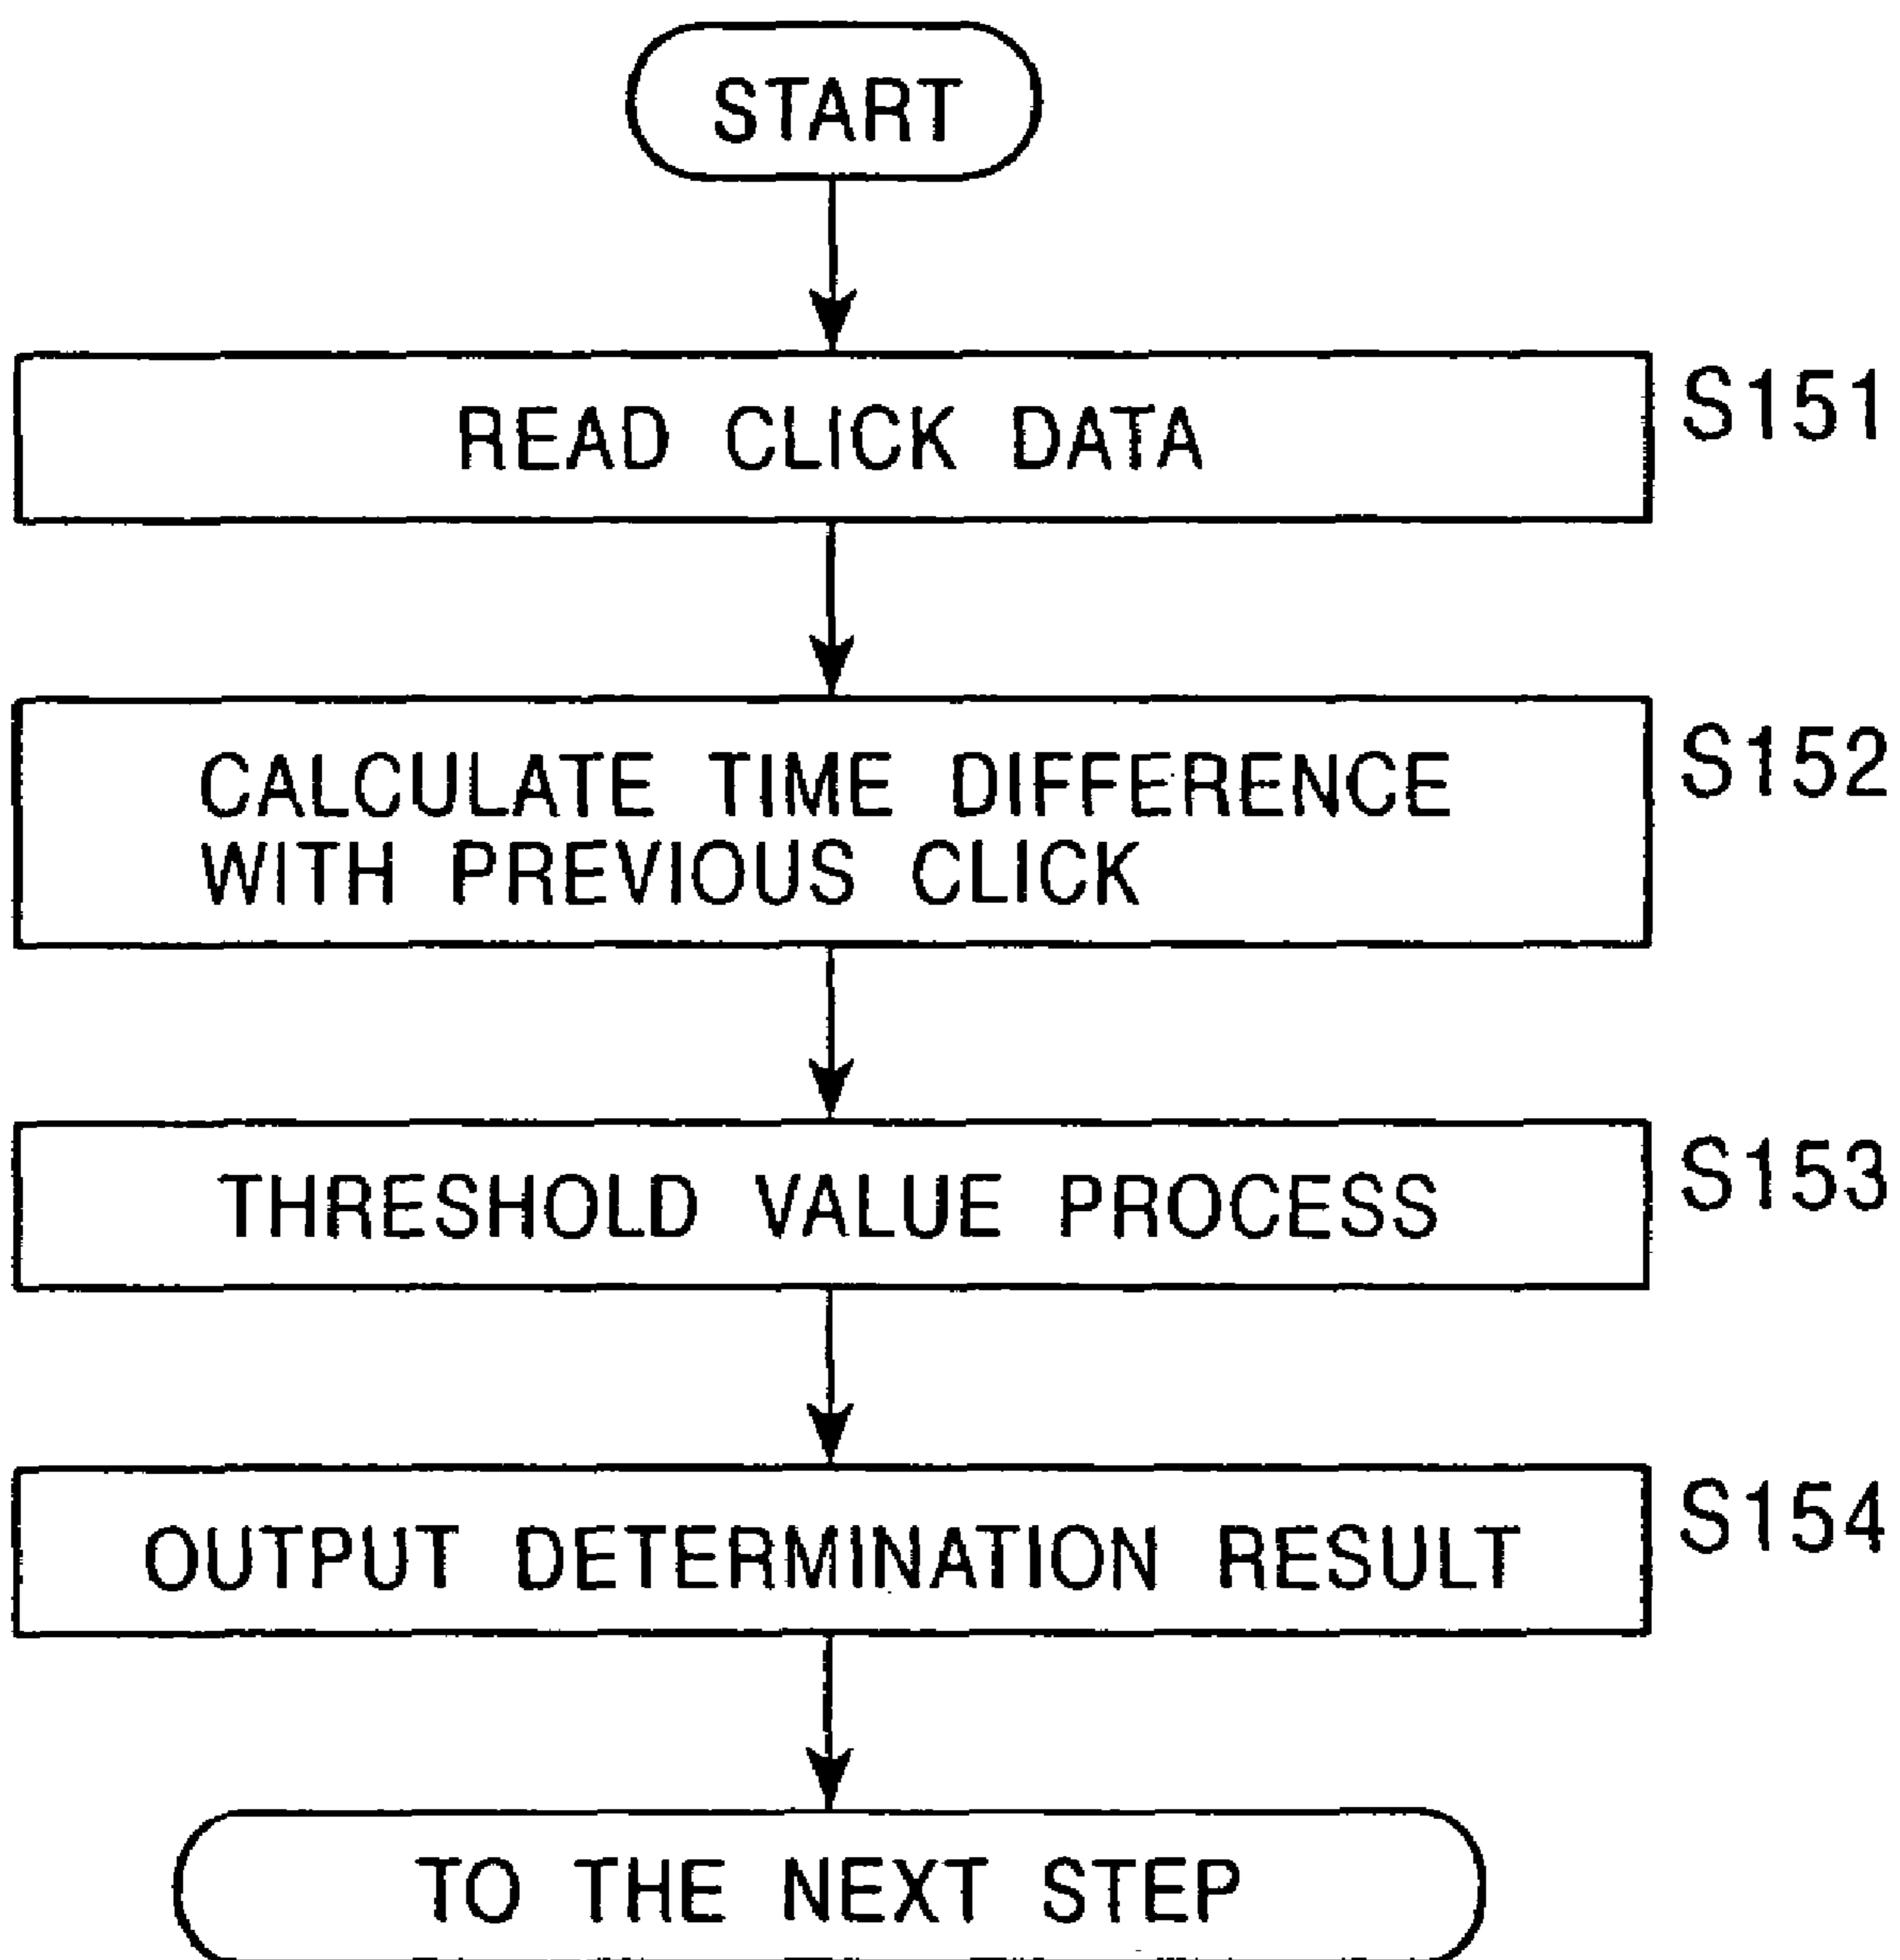 START
READ CLICK DATA
S151
CALCULATE TIME DIFFERENCE
WITH PREVIOUS CLICK
S152
THRESHOLD VALUE PROCESS
S153
OUTPUT DETERMINATION RESULT
S154
TO THE NEXT STEP